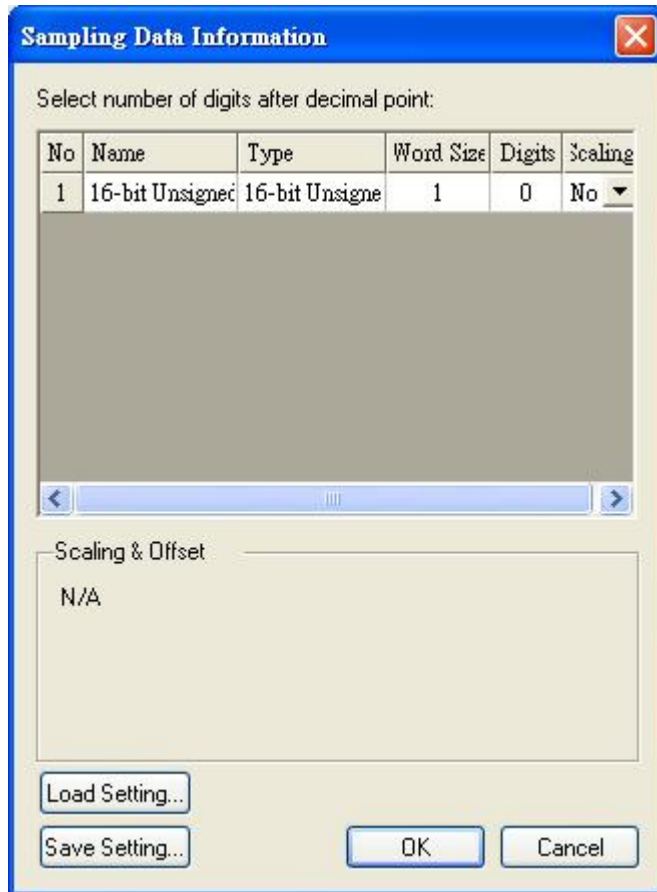 Sampling Data Information
Select number of digits after decimal point:
No Name Type Word Size Digits Scaling
1 16-bit Unsigned 16-bit Unsigne 1 0 No
Scaling & Offset
N/A
Load Setting...
Save Setting... OK Cancel